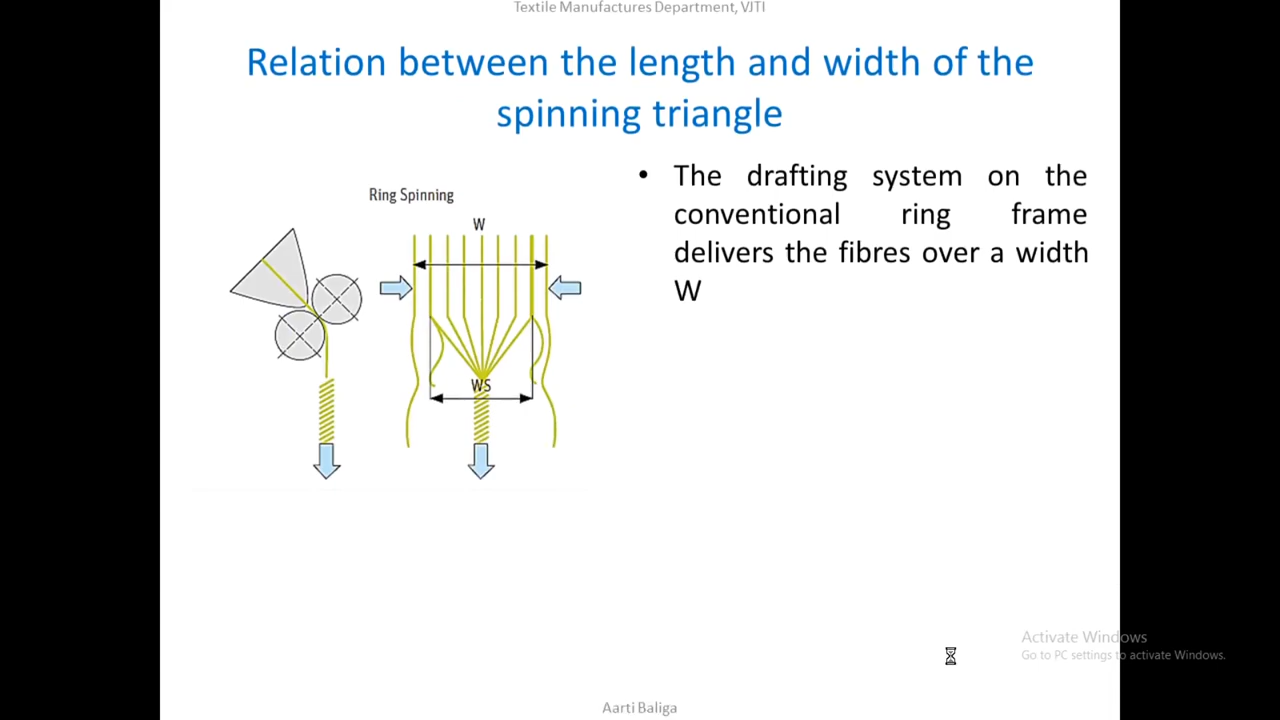 Textile Manufactures Department, VJTI
Relation between the length and width of the
spinning triangle
Ring Spinning
W
WS
• The drafting system on the
conventional ring frame
delivers the fibres over a width
W
Activate Windows
Go to PC settings to activate Windows.
Aarti Baliga